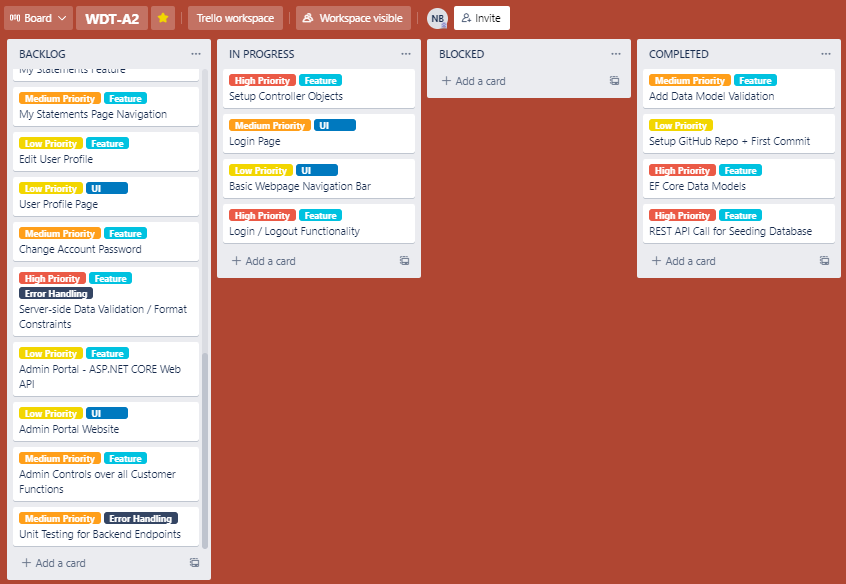 Board
WDT-A2
Trello workspace
Workspace visible
NB
Invite
BACKLOG
My Statements Feature
Medium Priority Feature
My Statements Page Navigation
Low Priority Feature
Edit User Profile
Low Priority UI
User Profile Page
Medium Priority Feature
Change Account Password
High Priority Feature
Error Handling
Server-side Data Validation / Format
Constraints
Low Priority Feature
Admin Portal - ASP.NET CORE Web
API
Low Priority UI
Admin Portal Website
Medium Priority Feature
Admin Controls over all Customer
Functions
Medium Priority Error Handling
Unit Testing for Backend Endpoints
+ Add a card
IN PROGRESS
High Priority Feature
Setup Controller Objects
Medium Priority UI
Login Page
Low Priority UI
Basic Webpage Navigation Bar
High Priority Feature
Login / Logout Functionality
+ Add a card
BLOCKED
+ Add a card
COMPLETED
Medium Priority Feature
Add Data Model Validation
Low Priority
Setup GitHub Repo + First Commit
High Priority Feature
EF Core Data Models
High Priority Feature
REST API Call for Seeding Database
+ Add a card